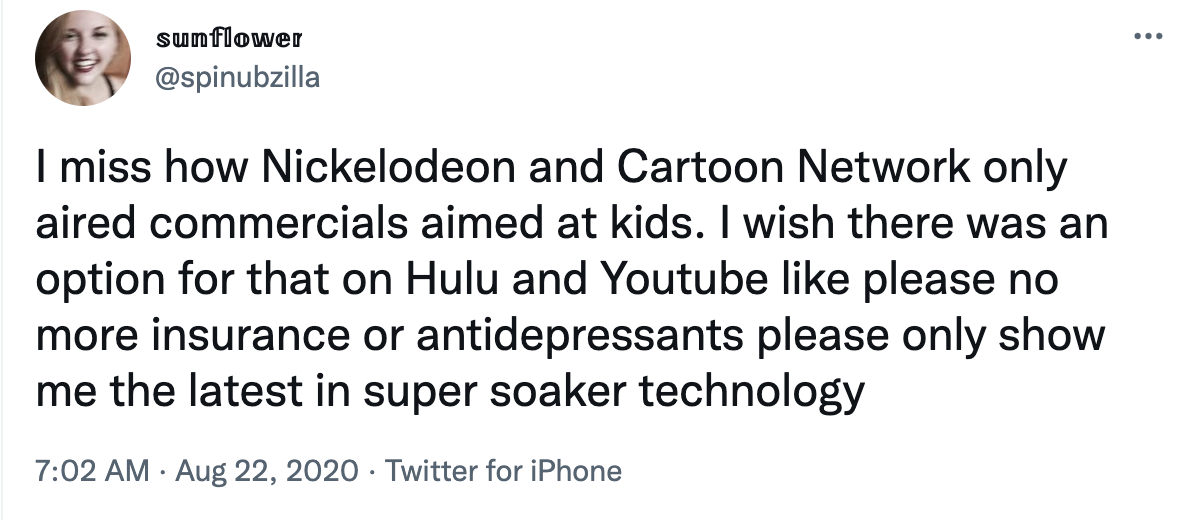 sunflower
@spinubzilla
I miss how Nickelodeon and Cartoon Network only
aired commercials aimed at kids. I wish there was an
option for that on Hulu and Youtube like please no
more insurance or antidepressants please only show
me the latest in super soaker technology
7:02 AM · Aug 22, 2020 · Twitter for iPhone